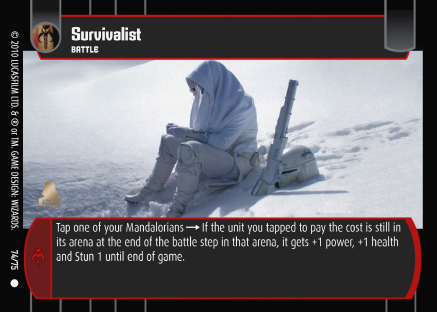 Survivalist
BATTLE
Tap one of your Mandalorians → If the unit you tapped to pay the cost is still in
its arena at the end of the battle step in that arena, it gets +1 power, +1 health
and Stun 1 until end of game.
© 2010 LUCASFILM LTD. & ® or TM. GAME DESIGN: WIZARDS.
74/75